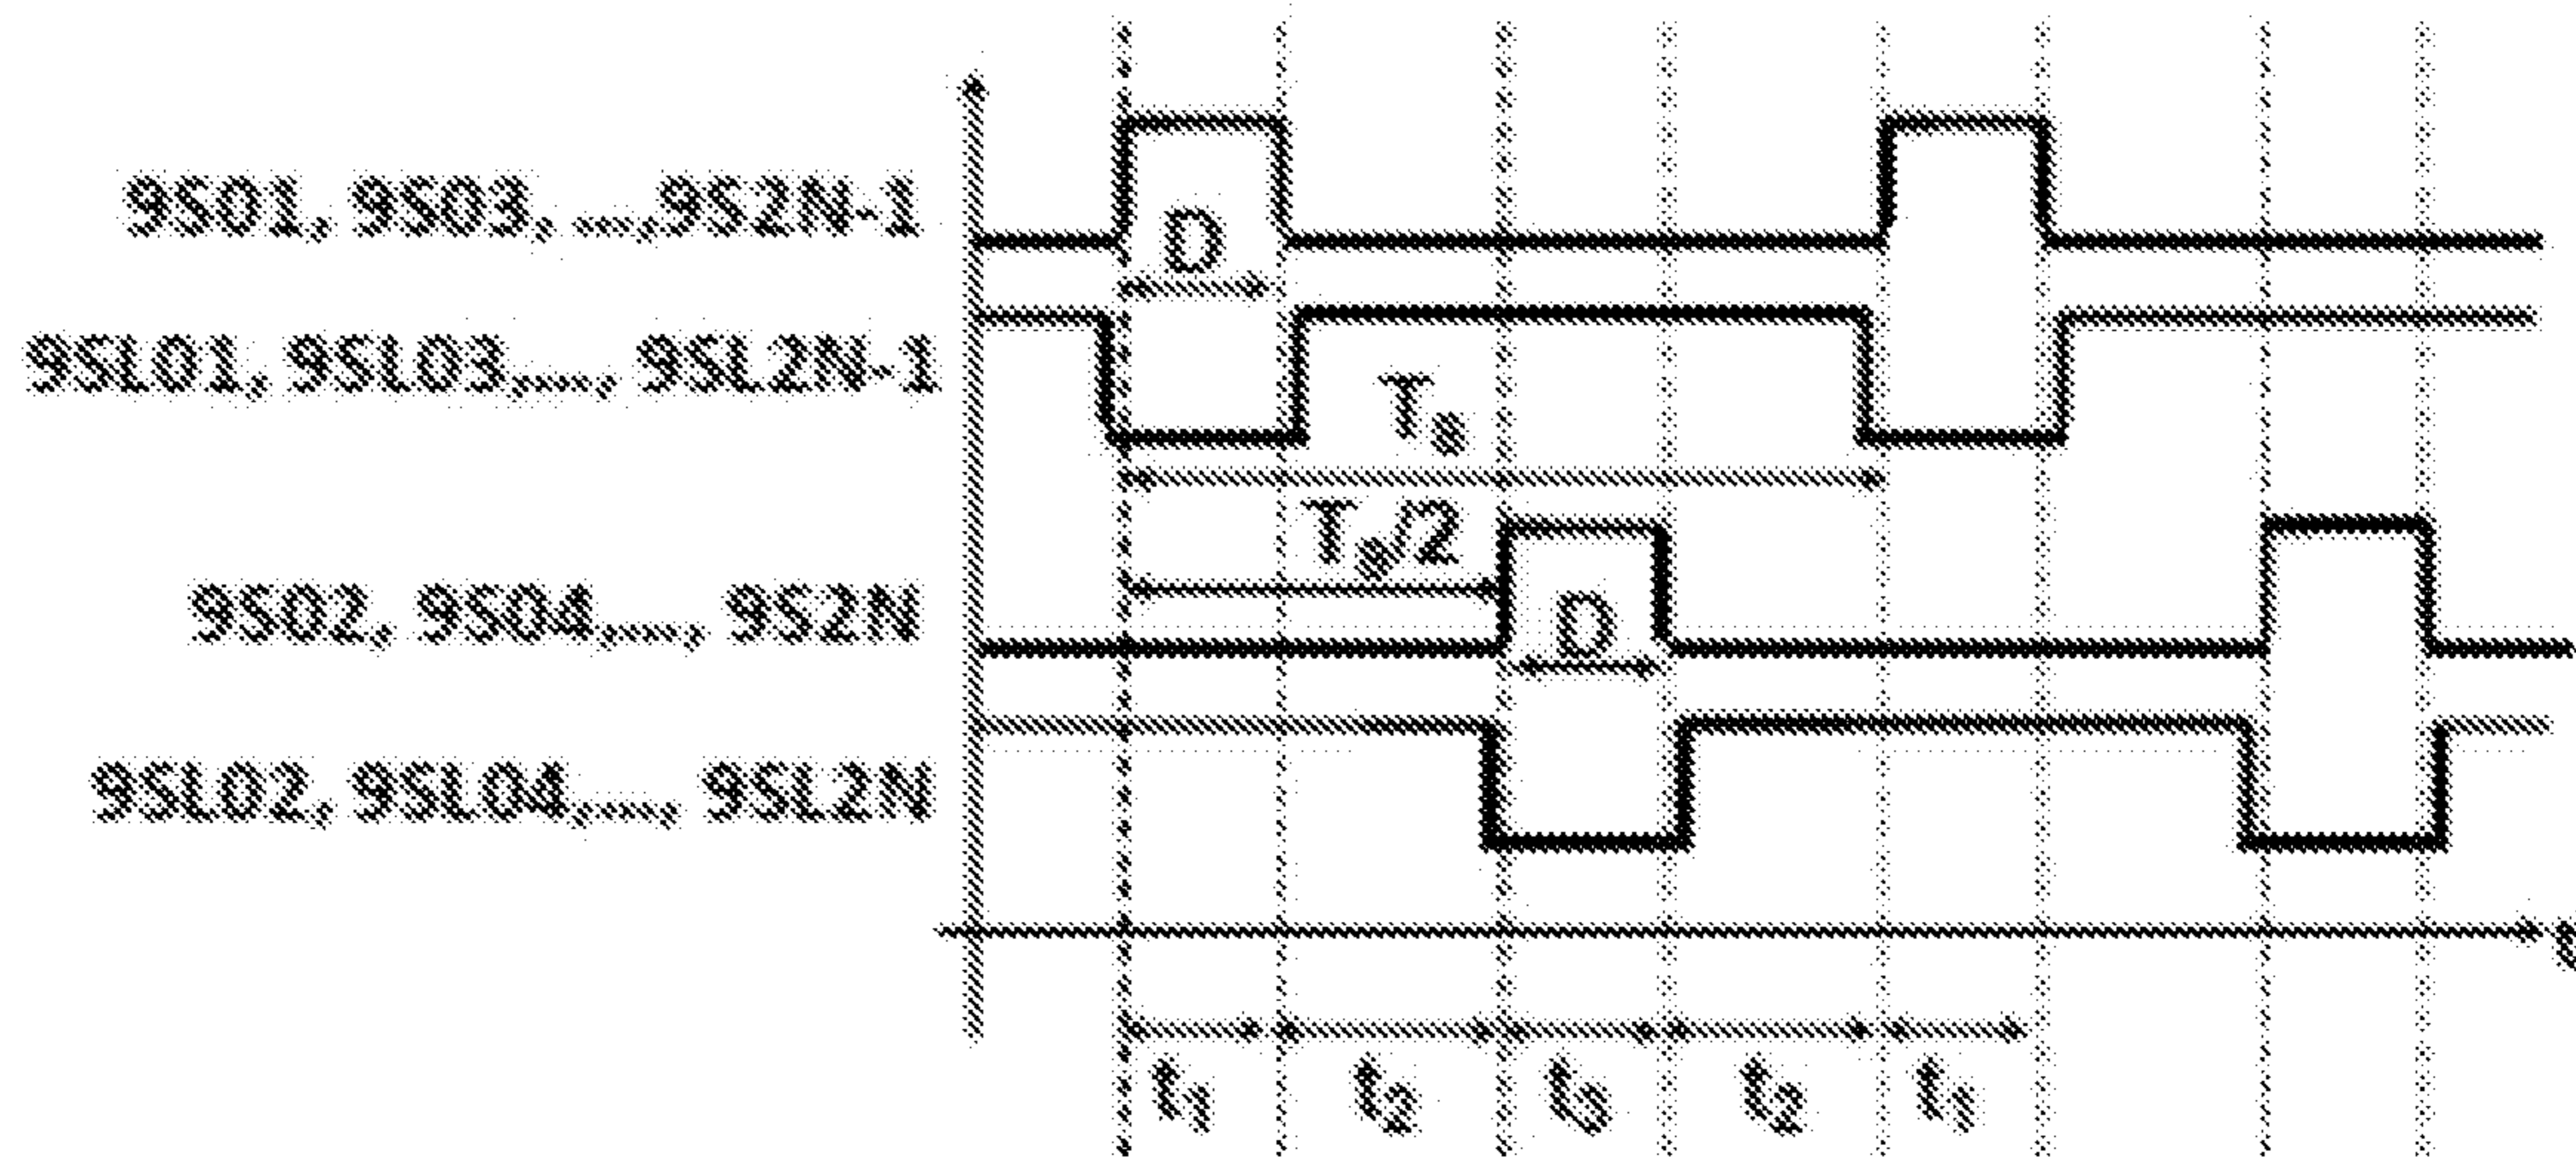 9S01, 9S03, ...,9S2N-1
D
9SL01, 9SL03,..., 9SL2N-1
Ts
Ts/2
9S02, 9S04,..., 9S2N
D
9SL02, 9SL04,..., 9SL2N
t
t1 t2 t3 t2 t1